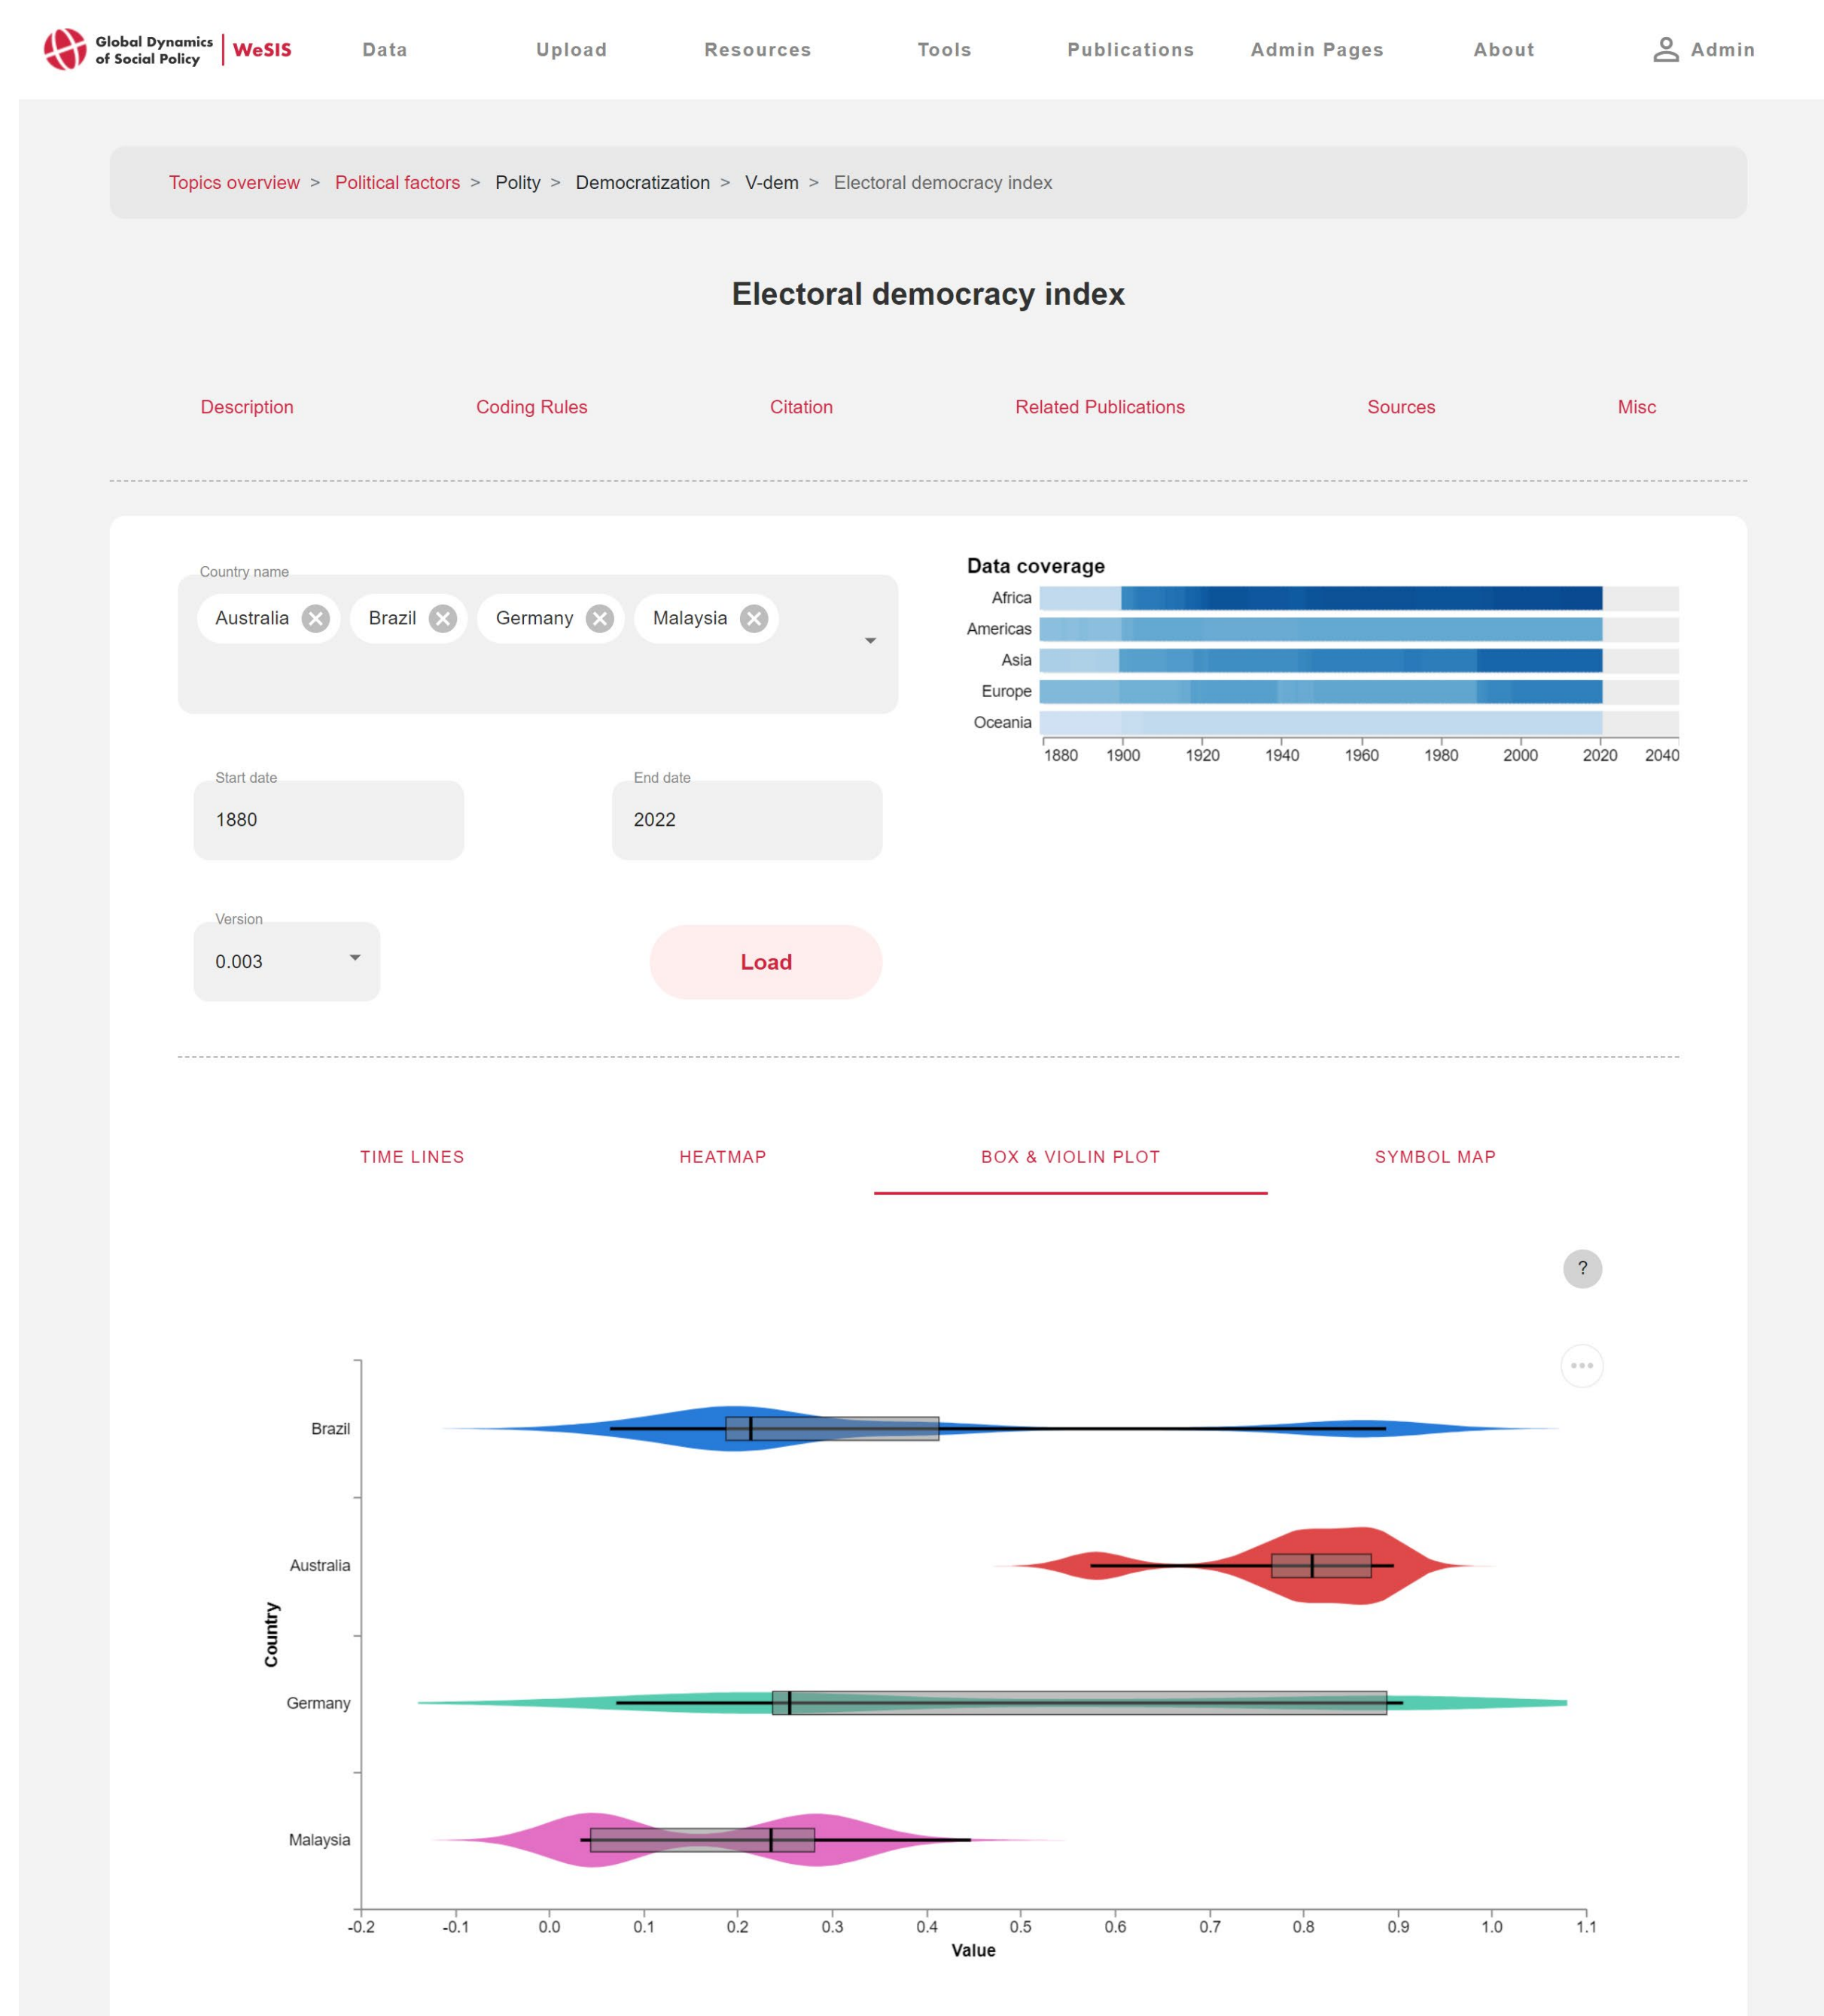 Global Dynamics
of Social Policy
WeSIS
Data
Upload
Resources
Tools
Publications
Admin Pages
About
Admin
Topics overview > Political factors > Polity > Democratization > V-dem > Electoral democracy index
Electoral democracy index
Description
Coding Rules
Citation
Related Publications
Sources
Misc
Country name
Australia
Brazil
Germany
Malaysia
Data coverage
Africa
Americas
Asia
Europe
Oceania
1880 1900 1920 1940 1960 1980 2000 2020 2040
Start date
1880
End date
2022
Version
0.003
Load
TIME LINES
HEATMAP
BOX & VIOLIN PLOT
SYMBOL MAP
?
Brazil
Australia
Country
Germany
Malaysia
-0.2 -0.1 0.0 0.1 0.2 0.3 0.4 0.5 0.6 0.7 0.8 0.9 1.0 1.1
Value